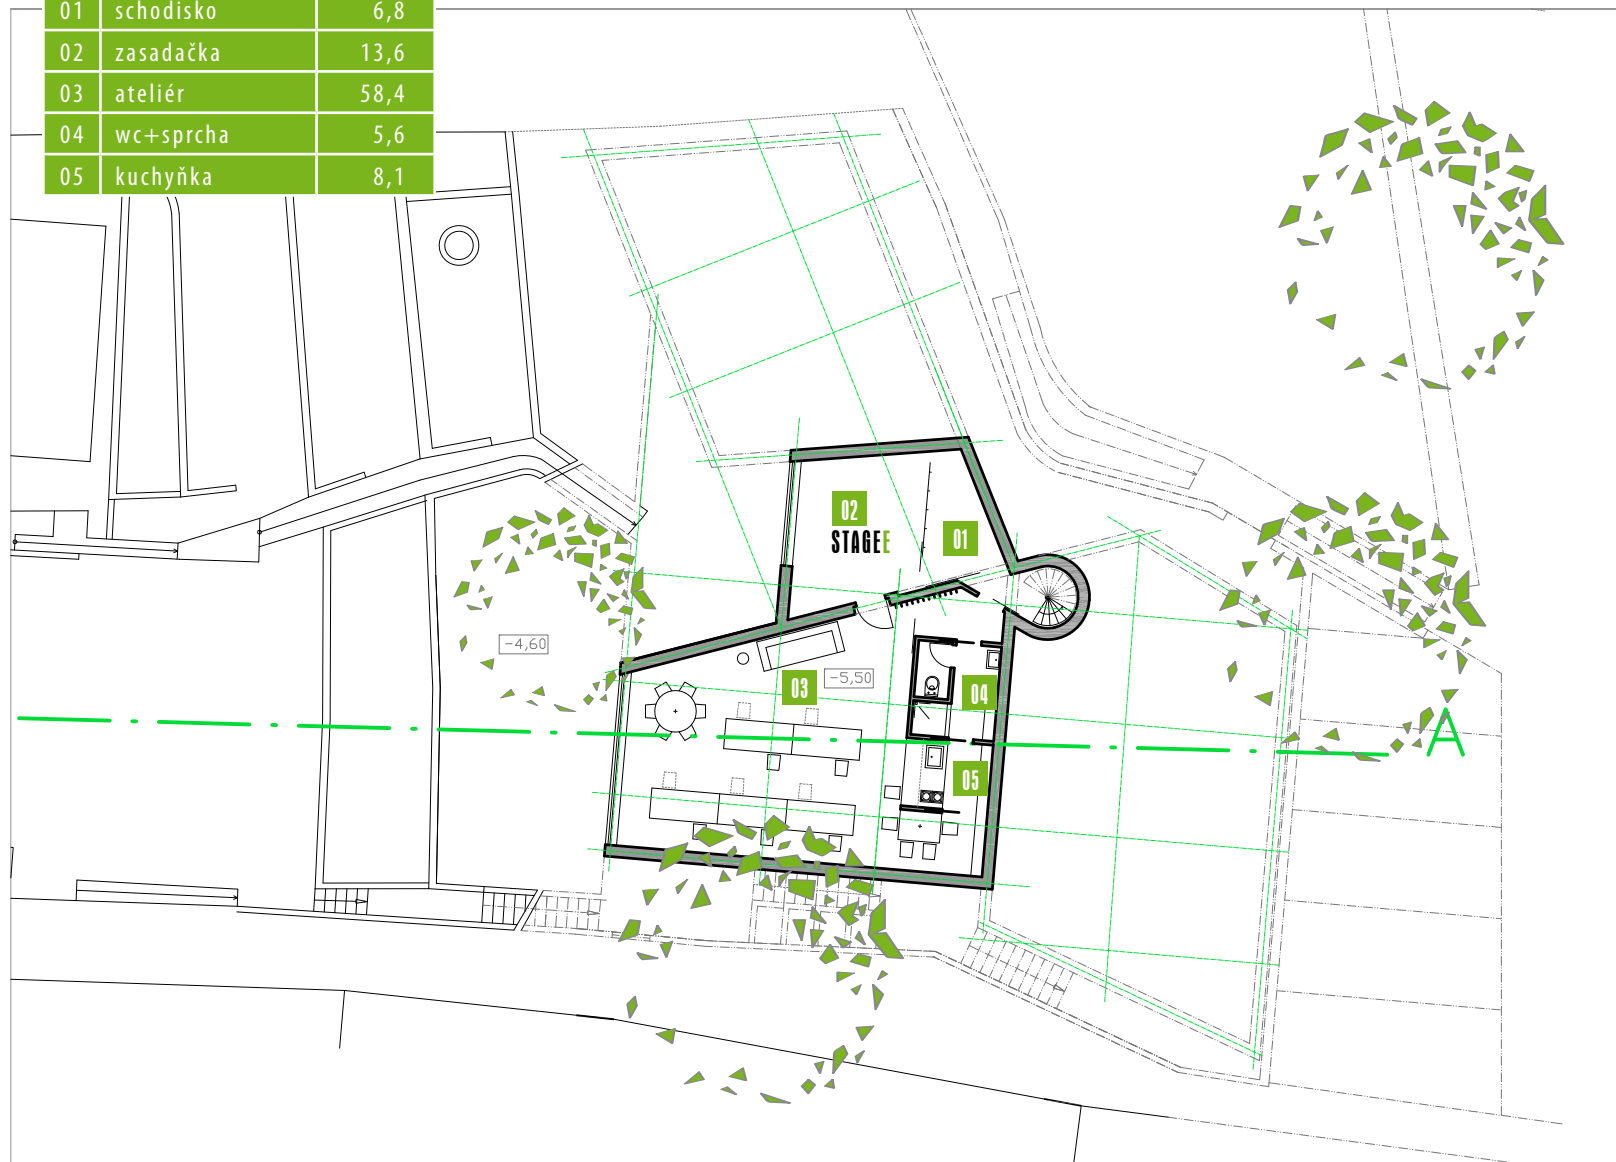 01 schodisko 6,8
02 zasadačka 13,6
03 ateliér 58,4
04 wc+sprcha 5,6
05 kuchyňka 8,1
02
STAGEE
01
-4,60
03
-5,50
04
05
A